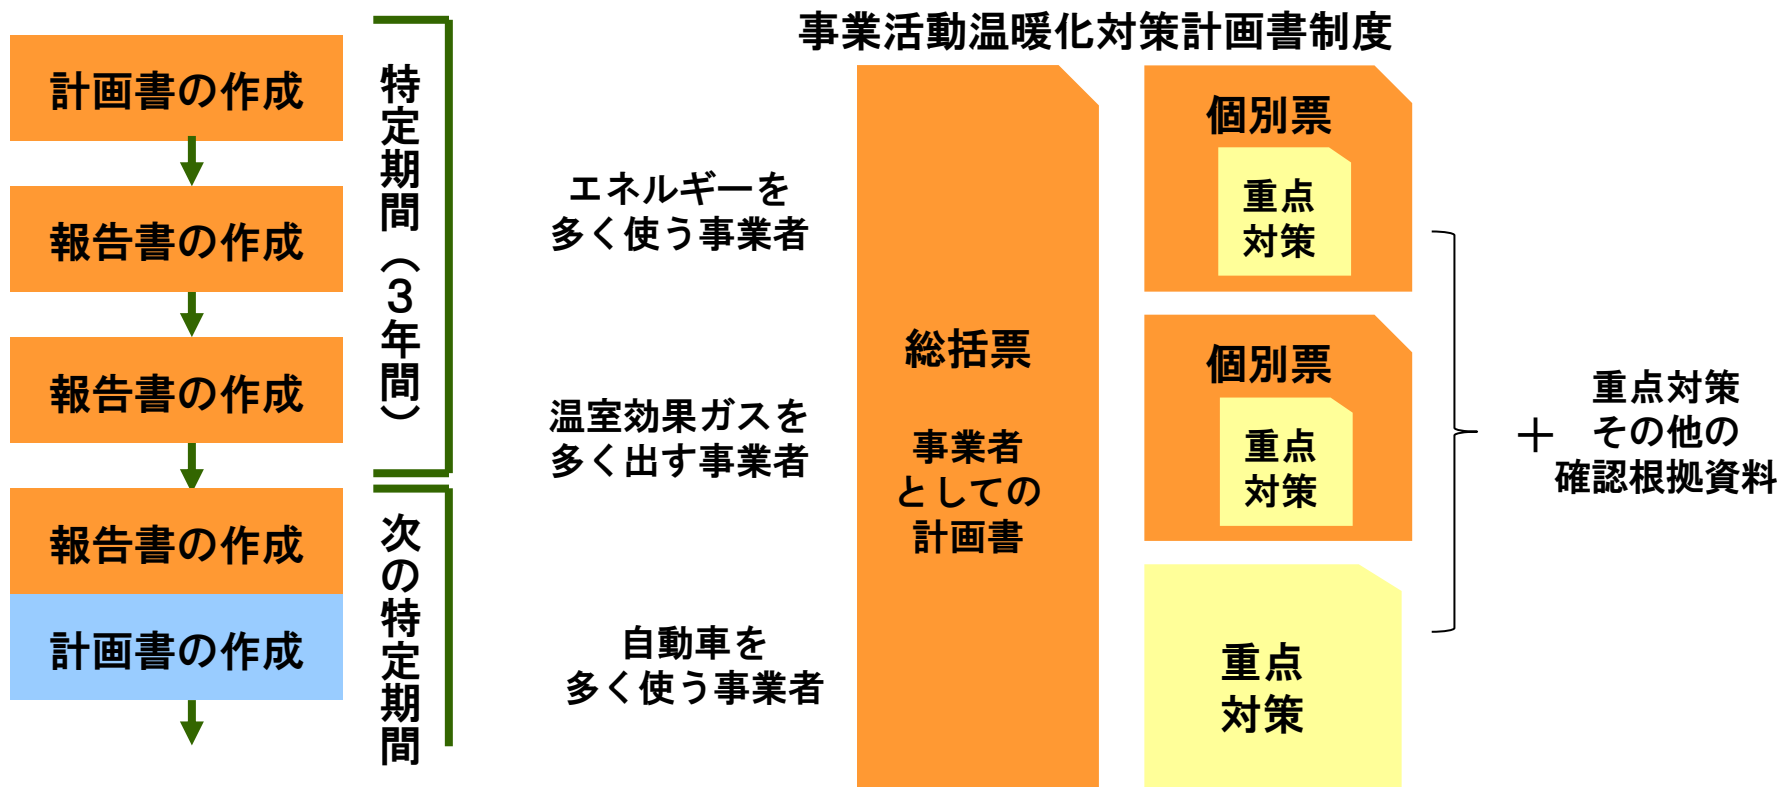 事業活動温暖化対策計画書制度
計画書の作成
報告書の作成
報告書の作成
報告書の作成
計画書の作成
特定期間（３年間）
次の特定期間
エネルギーを
多く使う事業者
温室効果ガスを
多く出す事業者
自動車を
多く使う事業者
総括票
事業者
としての
計画書
個別票
重点
対策
個別票
重点
対策
重点
対策
＋
重点対策
その他の
確認根拠資料